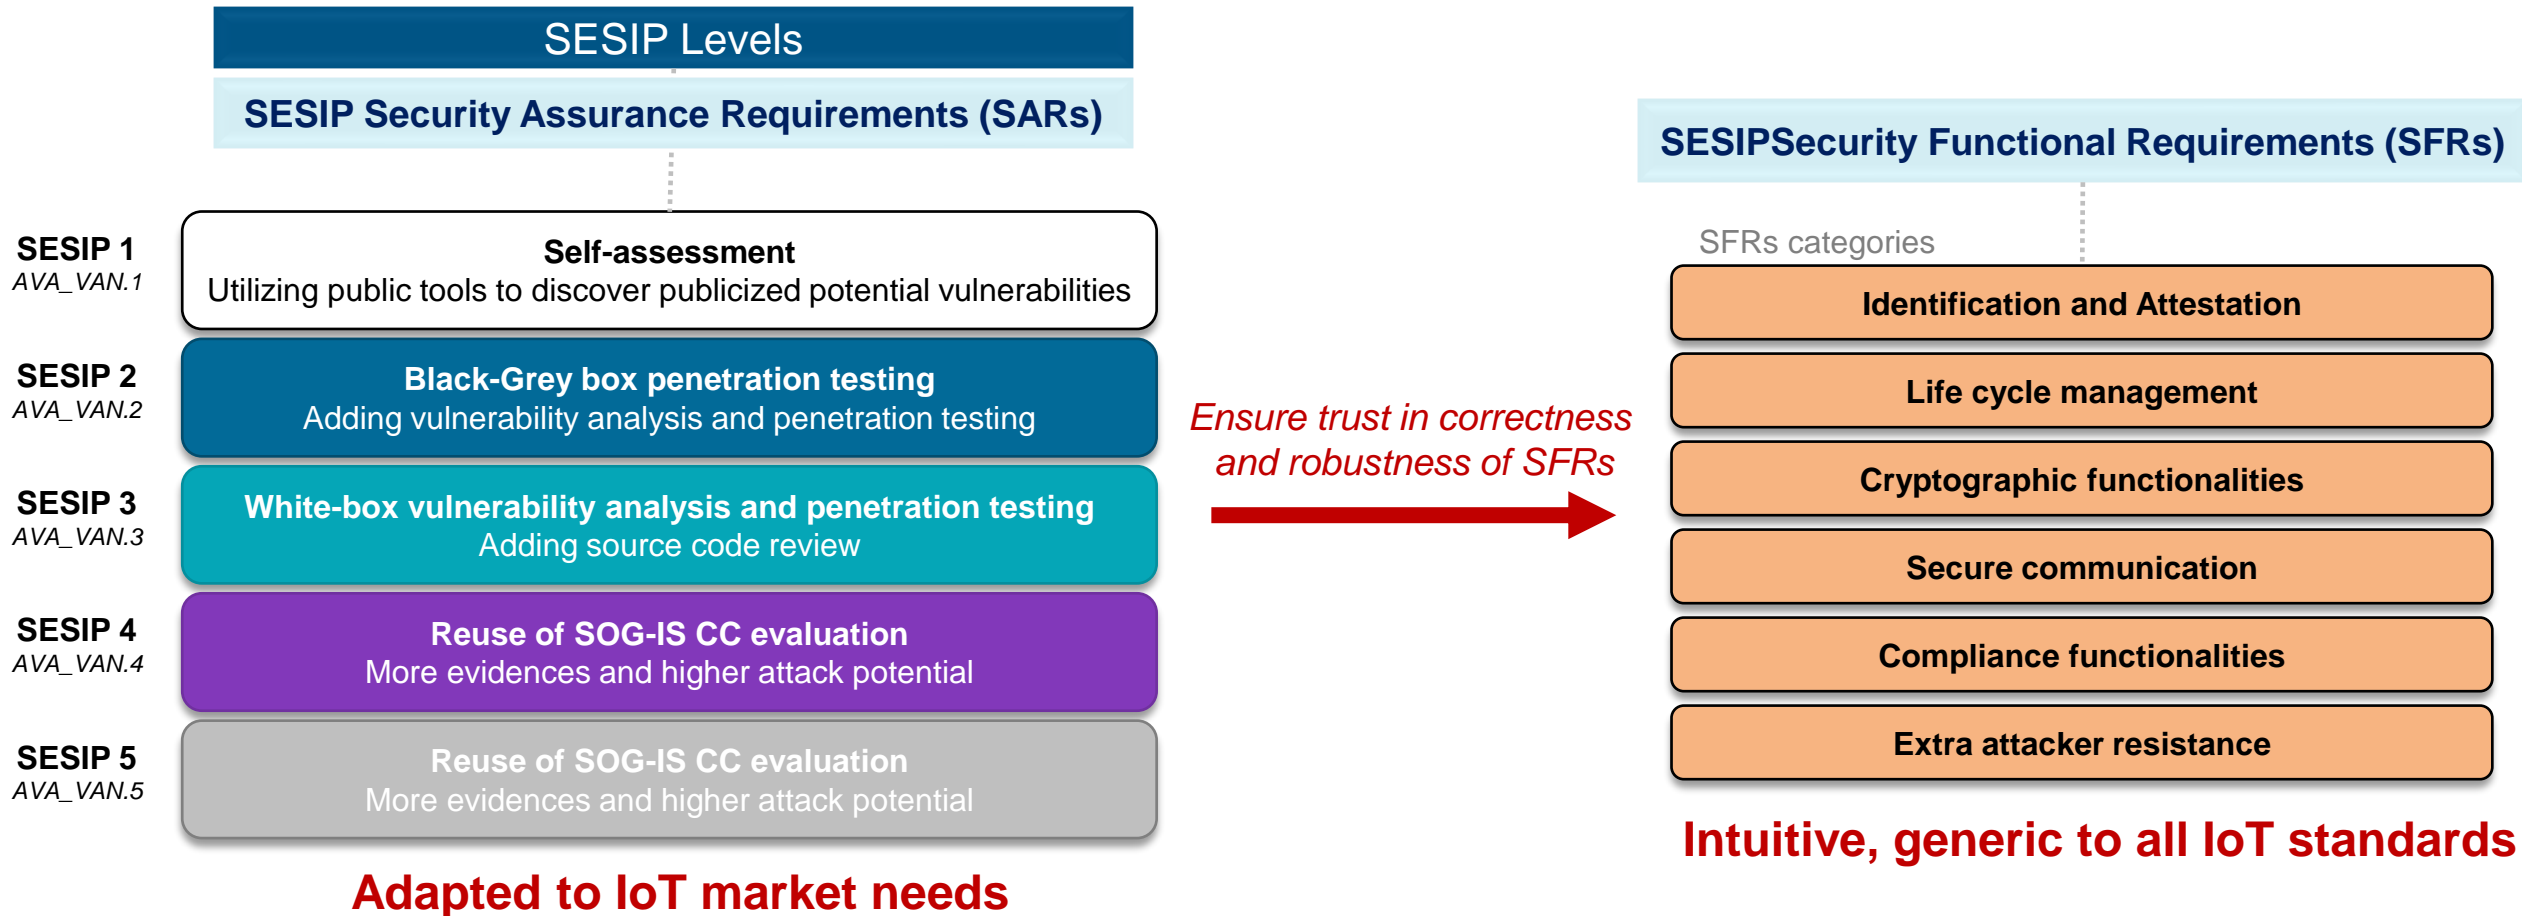 SESIP Levels
SESIP Security Assurance Requirements (SARs)
SESIP 1
AVA_VAN.1
Self-assessment
Utilizing public tools to discover publicized potential vulnerabilities
SESIP 2
AVA_VAN.2
Black-Grey box penetration testing
Adding vulnerability analysis and penetration testing
SESIP 3
AVA_VAN.3
White-box vulnerability analysis and penetration testing
Adding source code review
SESIP 4
AVA_VAN.4
Reuse of SOG-IS CC evaluation
More evidences and higher attack potential
SESIP 5
AVA_VAN.5
Reuse of SOG-IS CC evaluation
More evidences and higher attack potential
Adapted to IoT market needs
Ensure trust in correctness
and robustness of SFRs
SESIPSecurity Functional Requirements (SFRs)
SFRs categories
Identification and Attestation
Life cycle management
Cryptographic functionalities
Secure communication
Compliance functionalities
Extra attacker resistance
Intuitive, generic to all IoT standards